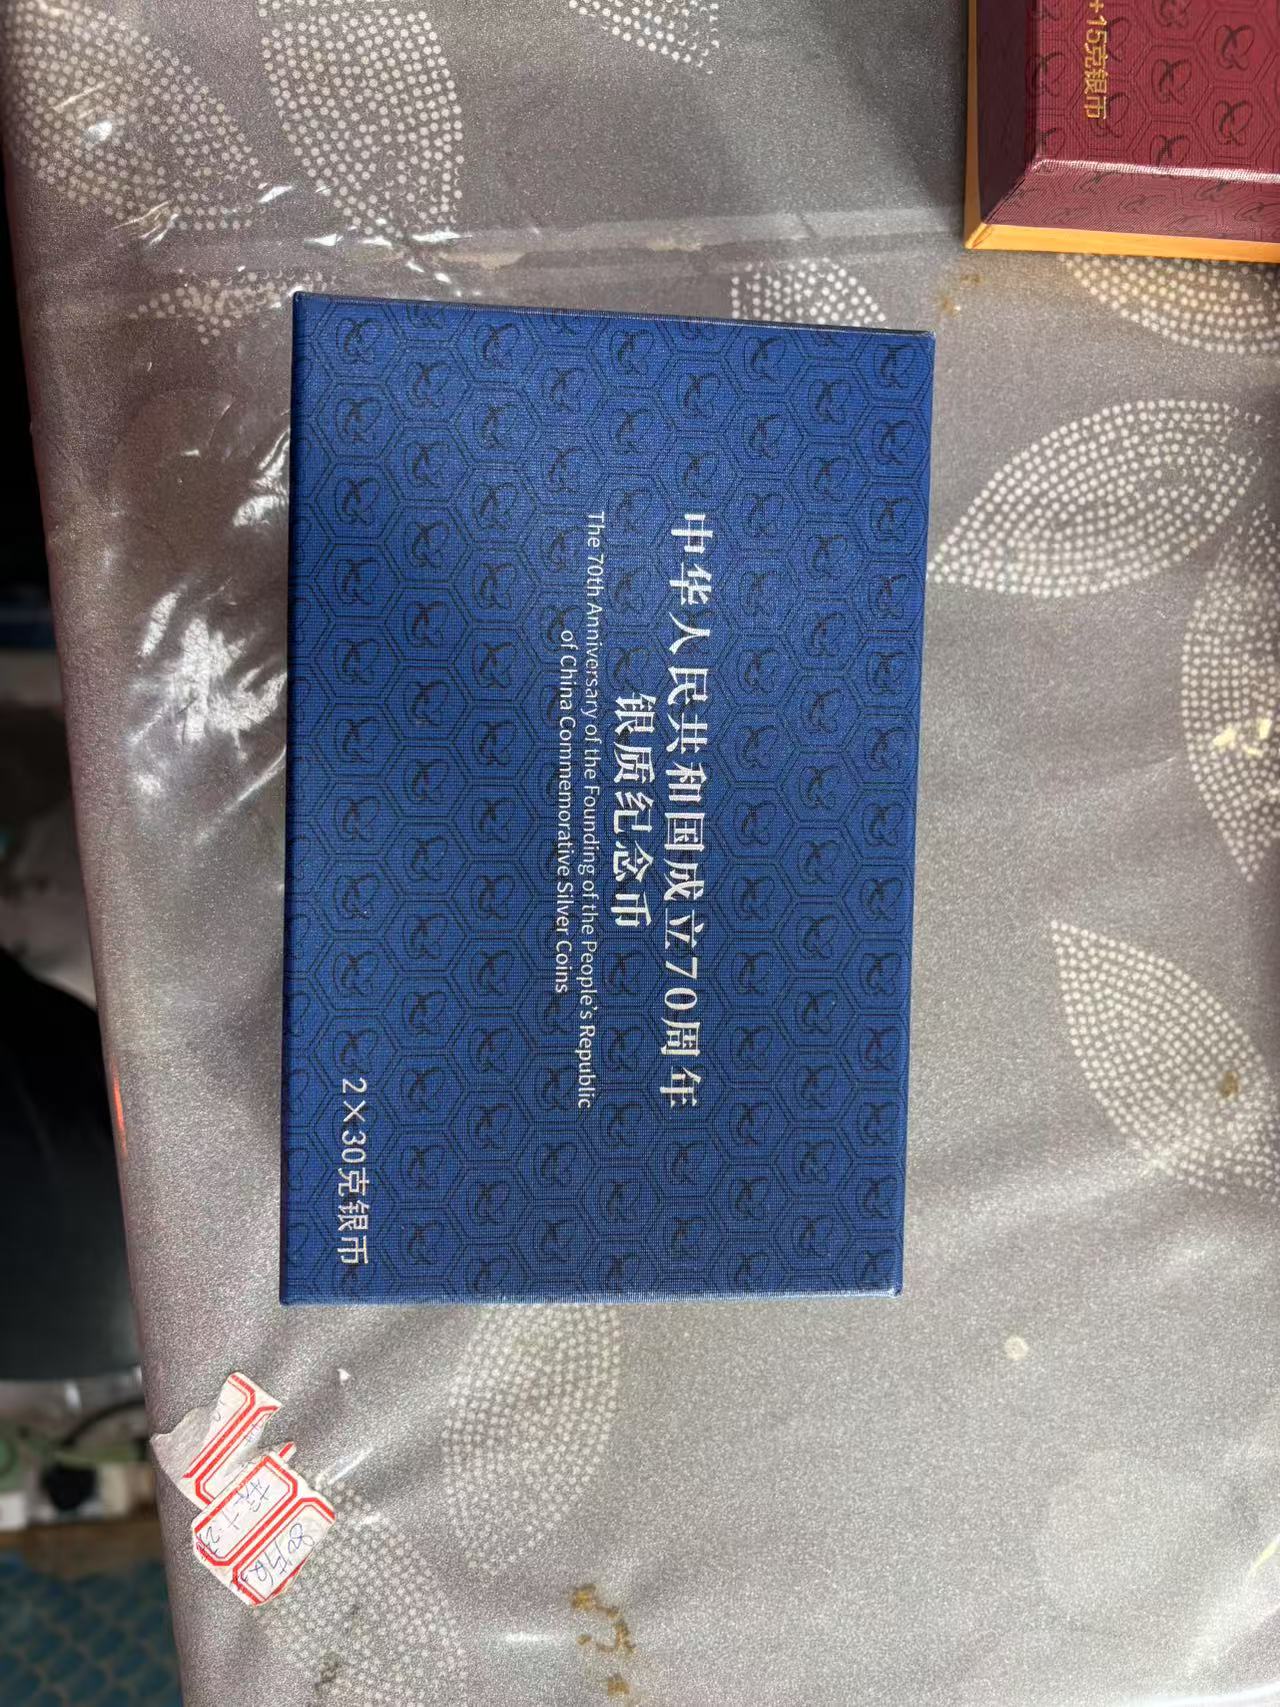 中华人民共和国成立70周年
银质纪念币
The 70th Anniversary of the Founding of the People's Republic
of China Commemorative Silver Coins
2×30克银币
+15克银币